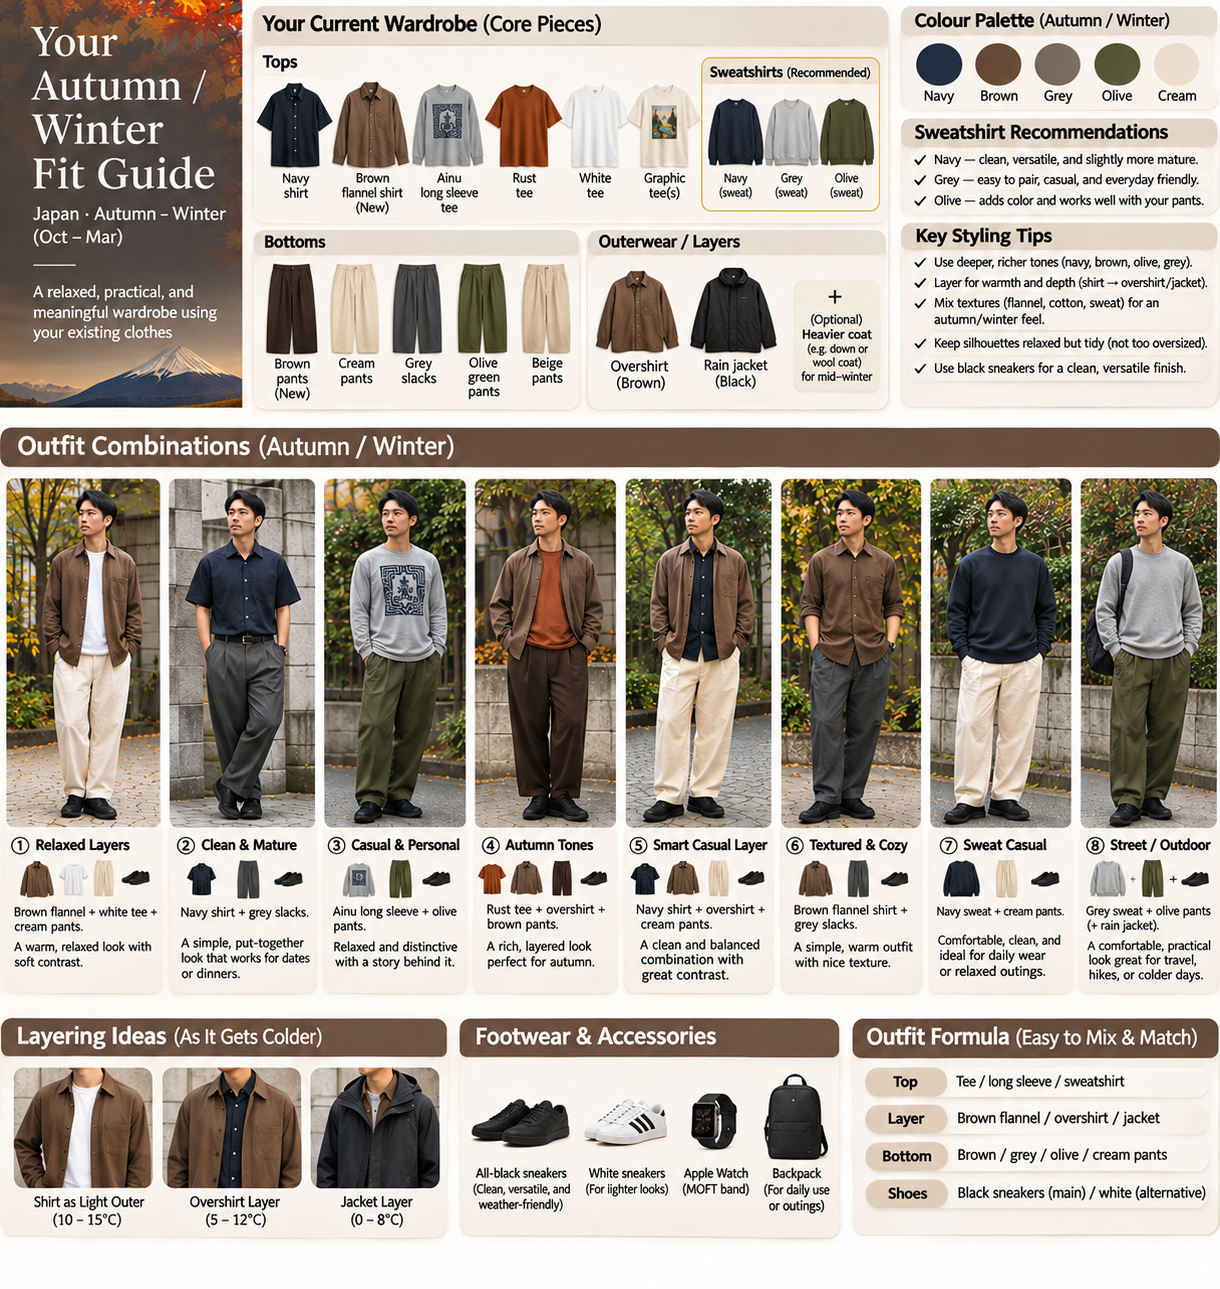 Your
Autumn /
Winter
Fit Guide
Japan · Autumn – Winter
(Oct – Mar)
A relaxed, practical, and
meaningful wardrobe using
your existing clothes
Your Current Wardrobe (Core Pieces)
Tops
Navy
shirt
Brown
flannel shirt
(New)
Ainu
long sleeve
tee
Rust
tee
White
tee
Graphic
tee(s)
Sweatshirts (Recommended)
Navy
(sweat)
Grey
(sweat)
Olive
(sweat)
Bottoms
Brown
pants
(New)
Cream
pants
Grey
slacks
Olive
green
pants
Beige
pants
Outerwear / Layers
Overshirt
(Brown)
Rain jacket
(Black)
+
(Optional)
Heavier coat
(e.g. down or
wool coat)
for mid–winter
Colour Palette (Autumn / Winter)
Navy
Brown
Grey
Olive
Cream
Sweatshirt Recommendations
✓ Navy — clean, versatile, and slightly more mature.
✓ Grey — easy to pair, casual, and everyday friendly.
✓ Olive — adds color and works well with your pants.
Key Styling Tips
✓ Use deeper, richer tones (navy, brown, olive, grey).
✓ Layer for warmth and depth (shirt → overshirt/jacket).
✓ Mix textures (flannel, cotton, sweat) for an
autumn/winter feel.
✓ Keep silhouettes relaxed but tidy (not too oversized).
✓ Use black sneakers for a clean, versatile finish.
Outfit Combinations (Autumn / Winter)
① Relaxed Layers
Brown flannel + white tee +
cream pants.
A warm, relaxed look with
soft contrast.
② Clean & Mature
Navy shirt + grey slacks.
A simple, put-together
look that works for dates
or dinners.
③ Casual & Personal
Ainu long sleeve + olive
pants.
Relaxed and distinctive
with a story behind it.
④ Autumn Tones
Rust tee + overshirt +
brown pants.
A rich, layered look
perfect for autumn.
⑤ Smart Casual Layer
Navy shirt + overshirt +
cream pants.
A clean and balanced
combination with
great contrast.
⑥ Textured & Cozy
Brown flannel shirt +
grey slacks.
A simple, warm outfit
with nice texture.
⑦ Sweat Casual
Navy sweat + cream pants.
Comfortable, clean, and
ideal for daily wear
or relaxed outings.
⑧ Street / Outdoor
+ +
Grey sweat + olive pants
(+ rain jacket).
A comfortable, practical
look great for travel,
hikes, or colder days.
Layering Ideas (As It Gets Colder)
Shirt as Light Outer
(10 – 15°C)
Overshirt Layer
(5 – 12°C)
Jacket Layer
(0 – 8°C)
Footwear & Accessories
All-black sneakers
(Clean, versatile, and
weather-friendly)
White sneakers
(For lighter looks)
Apple Watch
(MOFT band)
Backpack
(For daily use
or outings)
Outfit Formula (Easy to Mix & Match)
Top Tee / long sleeve / sweatshirt
Layer Brown flannel / overshirt / jacket
Bottom Brown / grey / olive / cream pants
Shoes Black sneakers (main) / white (alternative)